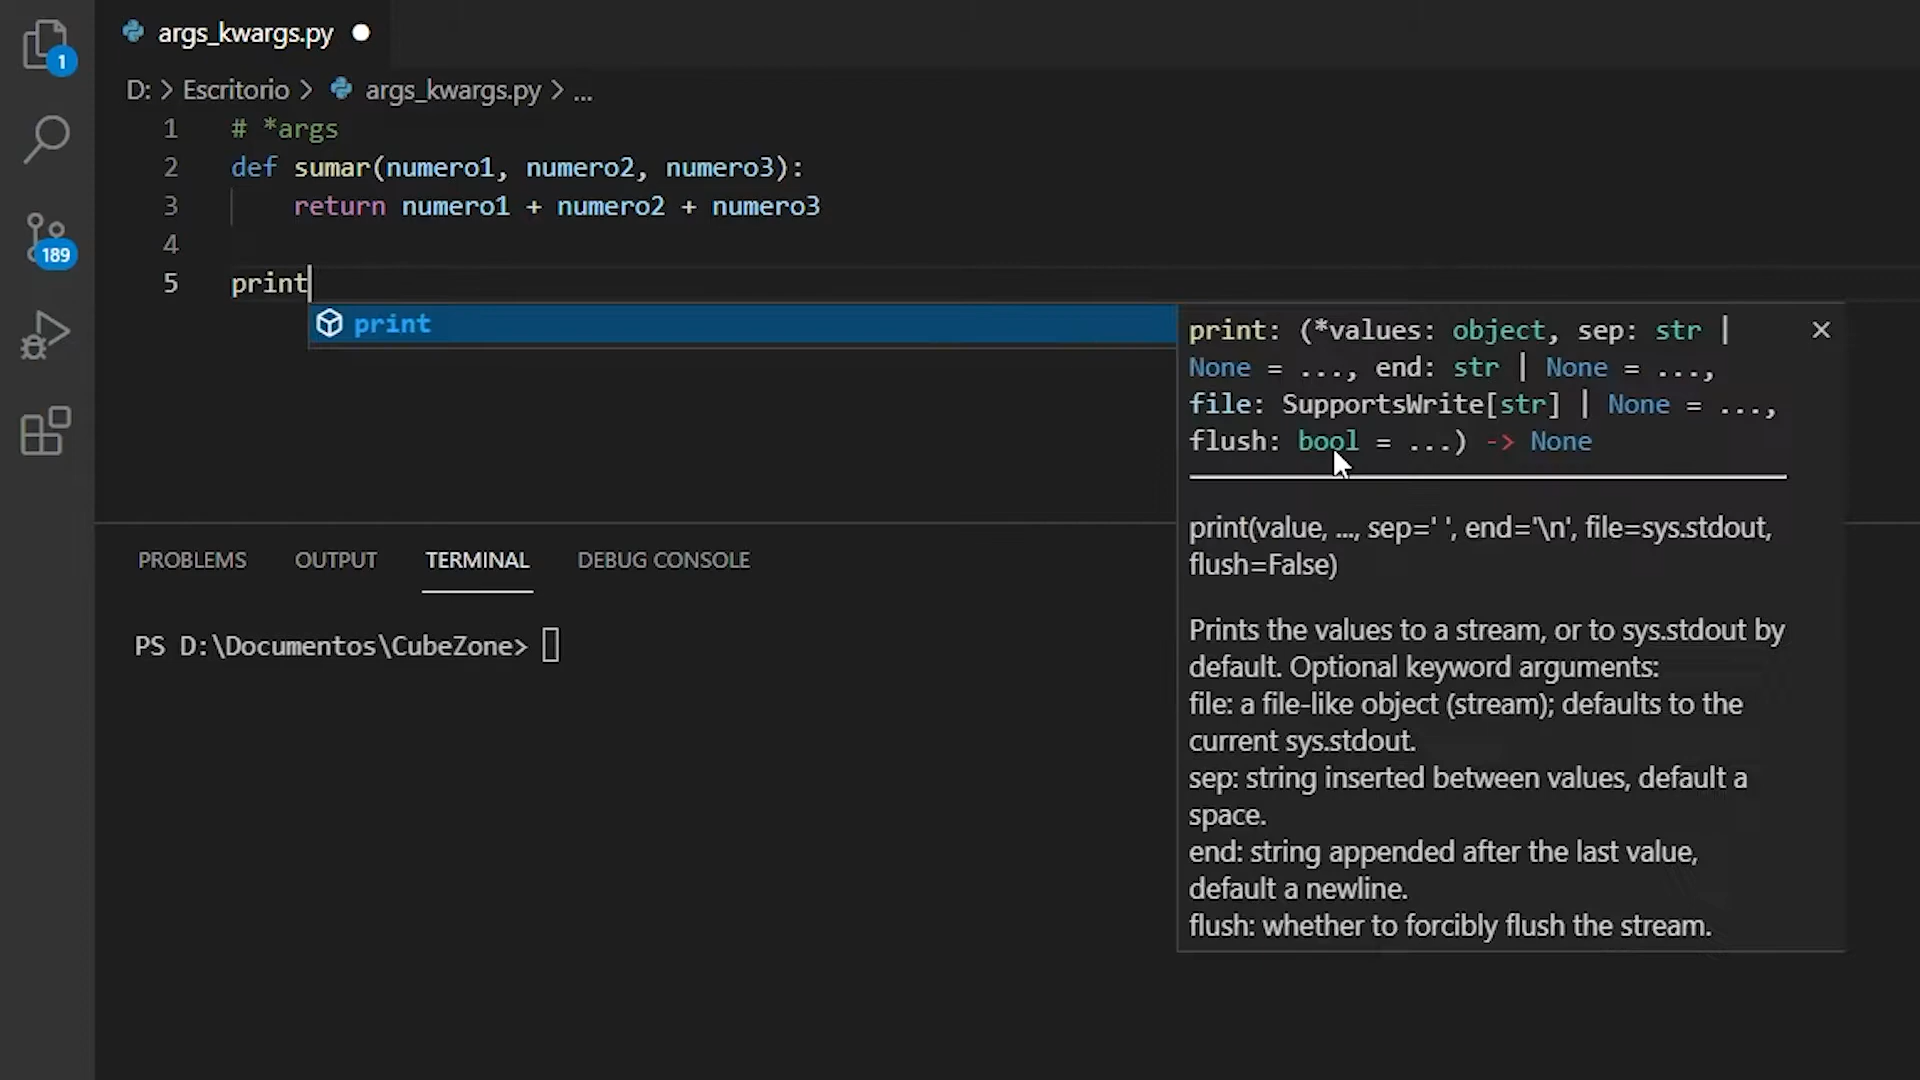 args_kwargs.py
1
D: > Escritorio > args_kwargs.py > ...
1 # *args
2 def sumar(numero1, numero2, numero3):
3 return numero1 + numero2 + numero3
4
5 print
189
print
print: (*values: object, sep: str |
None = ..., end: str | None = ...,
file: SupportsWrite[str] | None = ...,
flush: bool = ...) -> None
print(value, ..., sep=' ', end='\n', file=sys.stdout,
flush=False)
Prints the values to a stream, or to sys.stdout by
default. Optional keyword arguments:
file: a file-like object (stream); defaults to the
current sys.stdout.
sep: string inserted between values, default a
space.
end: string appended after the last value,
default a newline.
flush: whether to forcibly flush the stream.
PROBLEMS OUTPUT TERMINAL DEBUG CONSOLE
PS D:\Documentos\CubeZone>